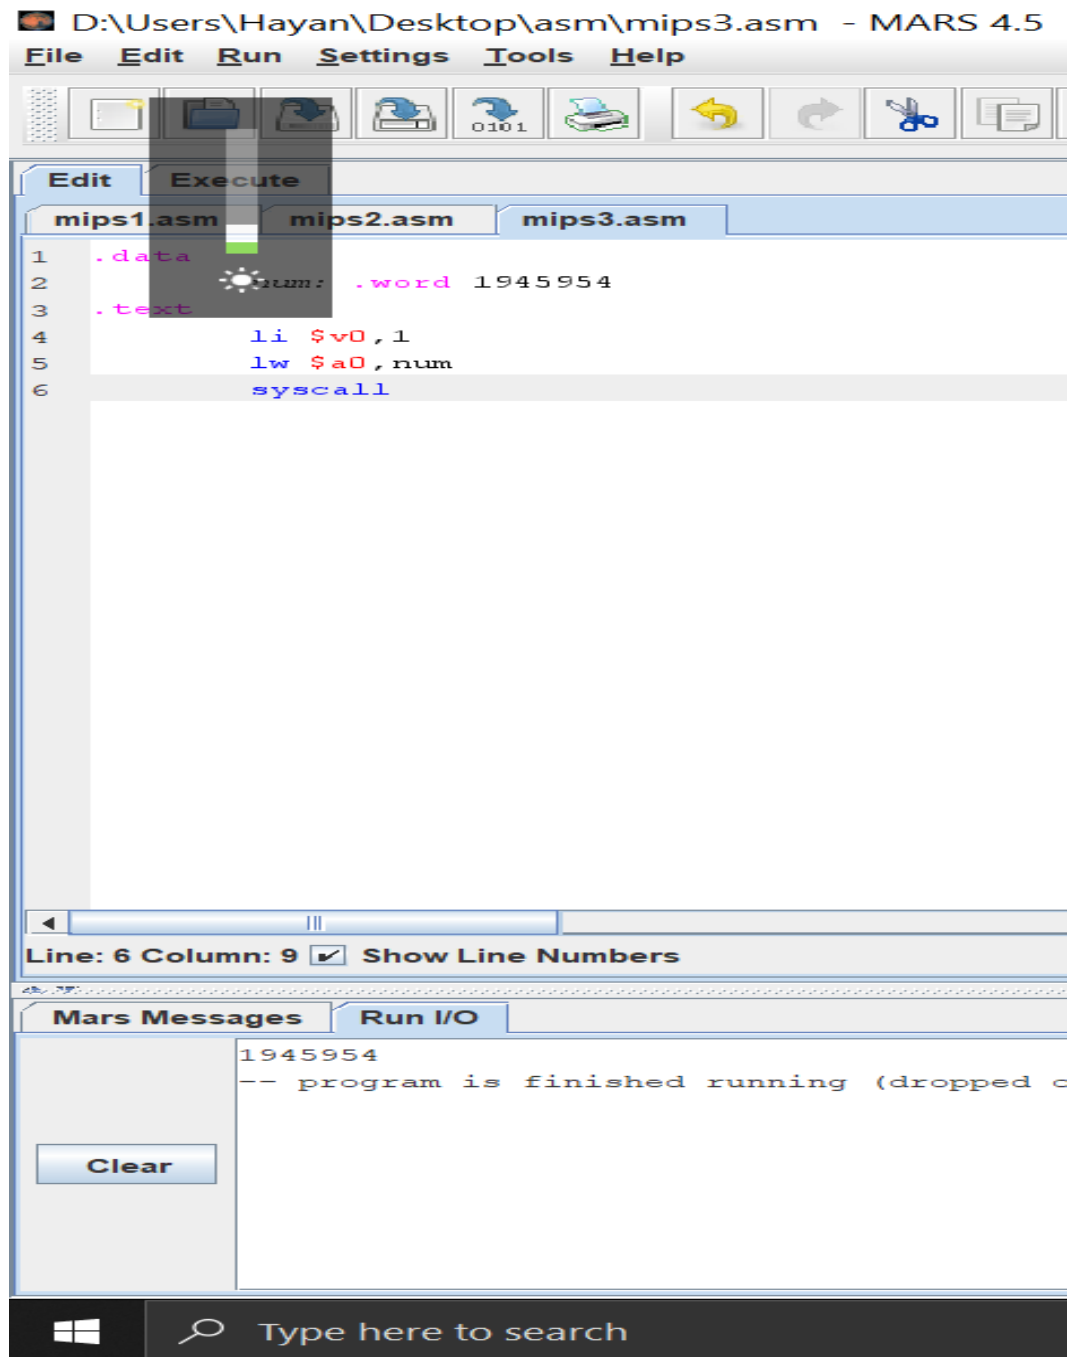 D:\Users\Hayan\Desktop\asm\mips3.asm - MARS 4.5
File Edit Run Settings Tools Help
0101
Edit Execute
mips1.asm mips2.asm mips3.asm
1 .data
2 num: .word 1945954
3 .text
4 li $v0,1
5 lw $a0,num
6 syscall
Line: 6 Column: 9 Show Line Numbers
Mars Messages Run I/O
1945954
-- program is finished running (dropped
Clear
Type here to search